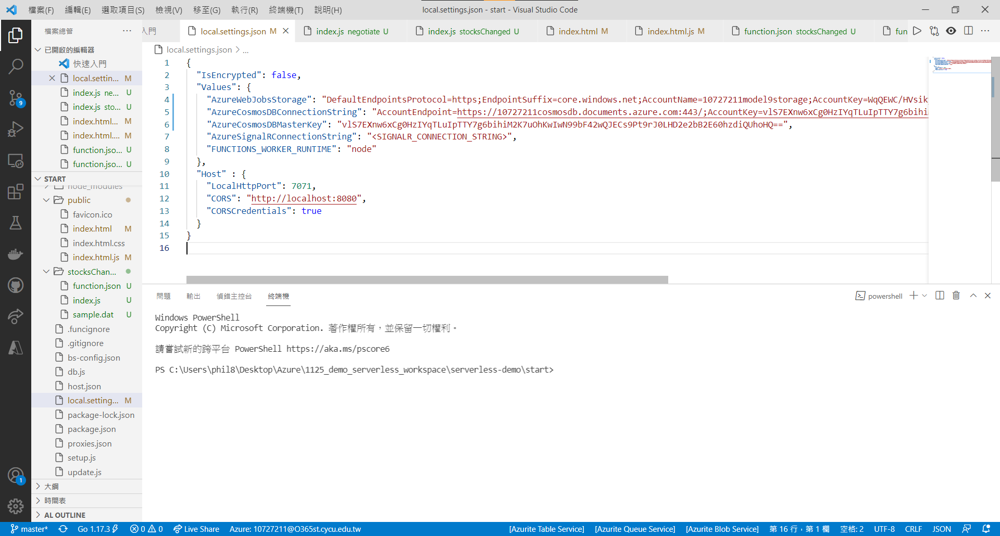 檔案(F) 編輯(E) 選取項目(S) 檢視(V) 移至(G) 執行(R) 終端機(T) 說明(H) local.settings.json - start - Visual Studio Code
檔案總管 ...
入門 local.settings.json M index.js negotiate U index.js stocksChanged U index.html M index.html.js M function.json stocksChanged U fun ...
已開啟的編輯器
快速入門
local.settin... M
index.js ne... U
index.js sto... U
index.html... M
index.html.... M
function.jso... U
function.jso... U
START
node_modules
public
favicon.ico
index.html M
index.html.css
index.html.js M
stocksChan...
function.json U
index.js U
sample.dat U
.funcignore
.gitignore
bs-config.json
db.js
host.json
local.setting... M
package-lock.json
package.json
proxies.json
setup.js
update.js
大綱
時間表
AL OUTLINE
9
1
local.settings.json > ...
1 {
2 "IsEncrypted": false,
3 "Values": {
4 "AzureWebJobsStorage": "DefaultEndpointsProtocol=https;EndpointSuffix=core.windows.net;AccountName=10727211model9storage;AccountKey=WqQEWC/HVsik
5 "AzureCosmosDBConnectionString": "AccountEndpoint=https://10727211cosmosdb.documents.azure.com:443/;AccountKey=vlS7EXnw6xCg0HzIYqTLuIpTTY7g6bihi
6 "AzureCosmosDBMasterKey": "vlS7EXnw6xCg0HzIYqTLuIpTTY7g6bihiM2K7uOhKwIwN99bF42wQJECs9Pt9rJ0LHD2e2bB2E60hzdiQUhoHQ==",
7 "AzureSignalRConnectionString": "<SIGNALR_CONNECTION_STRING>",
8 "FUNCTIONS_WORKER_RUNTIME": "node"
9 },
10 "Host" : {
11 "LocalHttpPort": 7071,
12 "CORS": "http://localhost:8080",
13 "CORSCredentials": true
14 }
15 }
16
問題 輸出 偵錯主控台 終端機 powershell
Windows PowerShell
Copyright (C) Microsoft Corporation. 著作權所有，並保留一切權利。
請嘗試新的跨平台 PowerShell https://aka.ms/pscore6
PS C:\Users\phil8\Desktop\Azure\1125_demo_serverless_workspace\serverless-demo\start>
master* Go 1.17.3 0 0 Live Share Azure: 10727211@O365st.cycu.edu.tw [Azurite Table Service] [Azurite Queue Service] [Azurite Blob Service] 第 16 行，第 1 欄 空格: 2 UTF-8 CRLF JSON